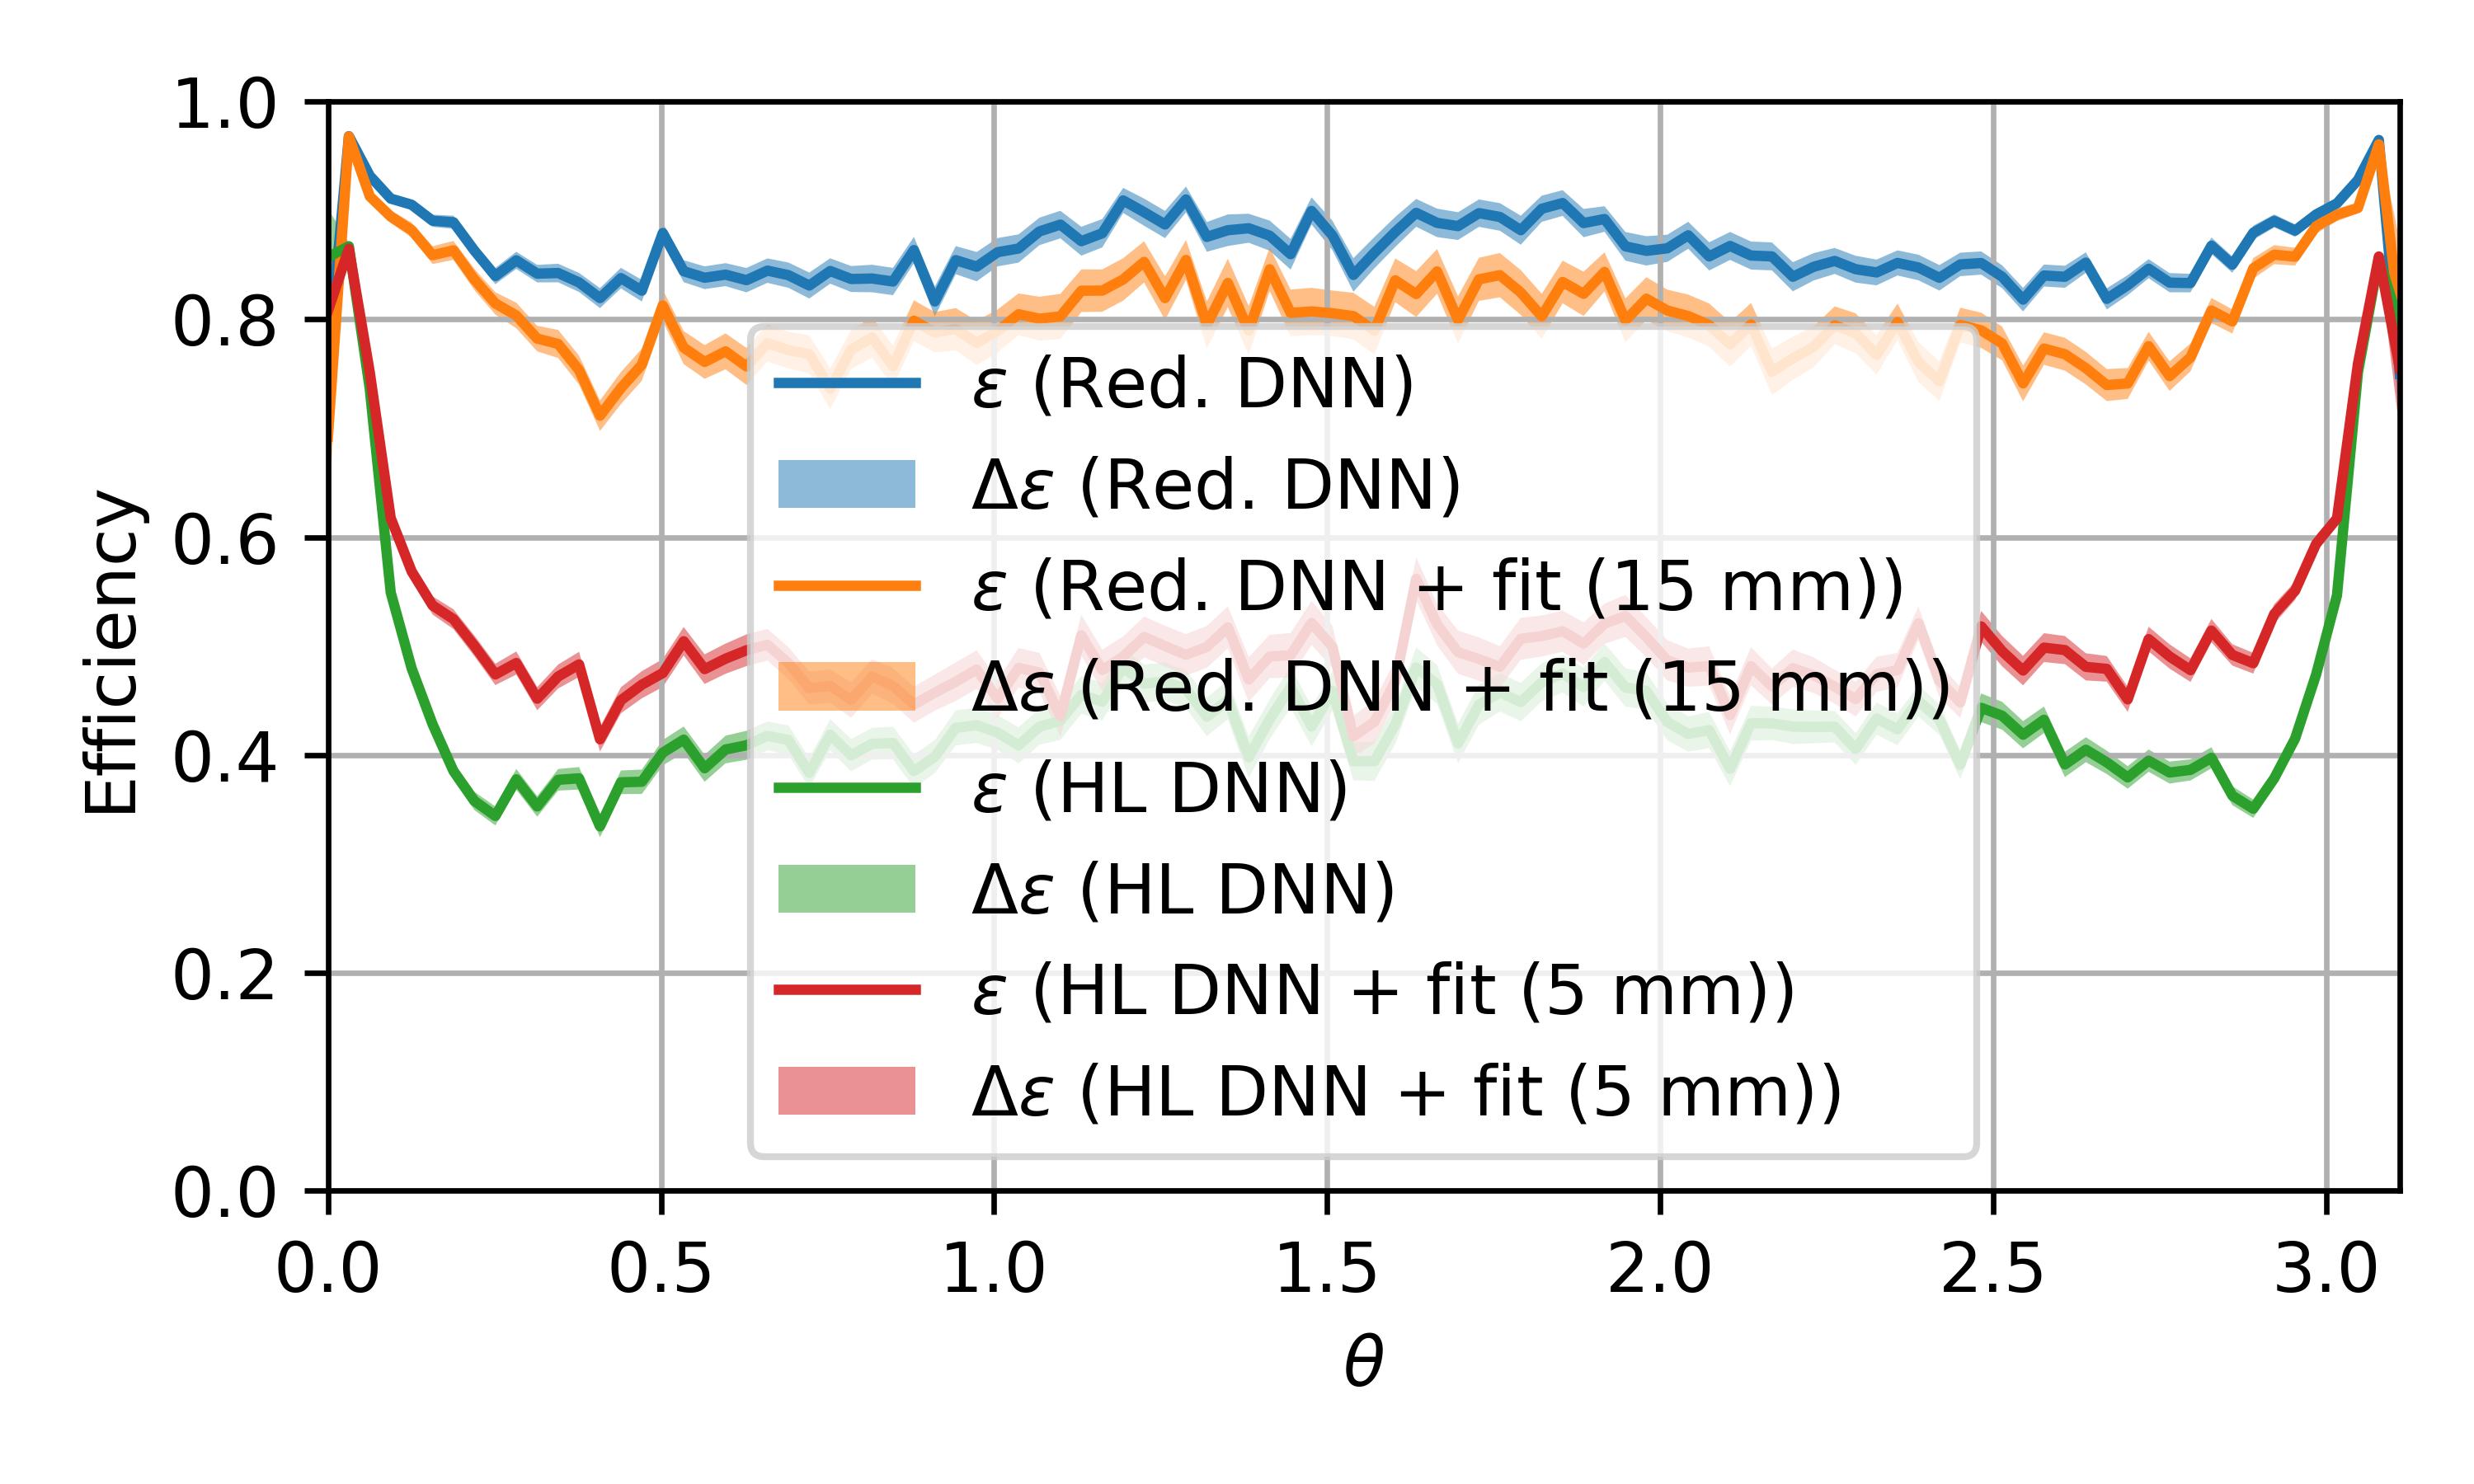 1.0
0.8
0.6
0.4
0.2
0.0
Efficiency
ε (Red. DNN)
Δε (Red. DNN)
ε (Red. DNN + fit (15 mm))
Δε (Red. DNN + fit (15 mm))
ε (HL DNN)
Δε (HL DNN)
ε (HL DNN + fit (5 mm))
Δε (HL DNN + fit (5 mm))
0.0 0.5 1.0 1.5 2.0 2.5 3.0
θ